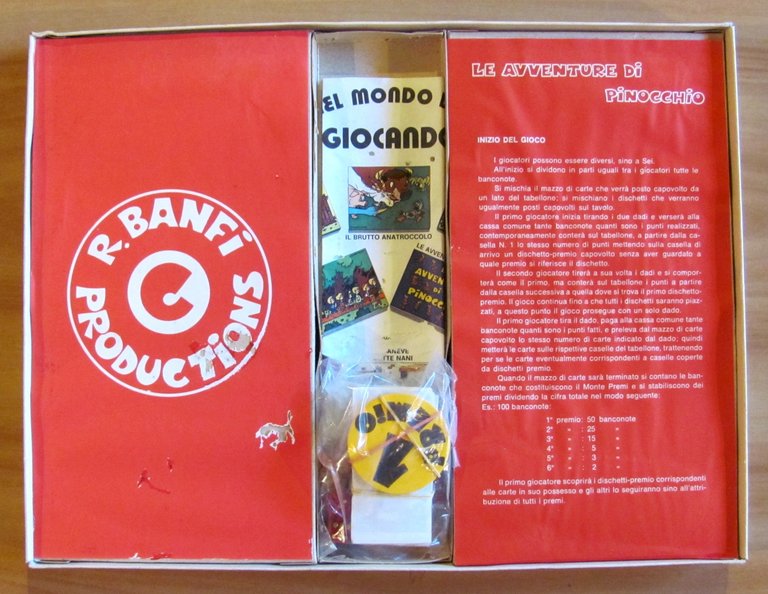 R. BANFI
PRODUCTIONS
EL MONDO
GIOCANDO
IL BRUTTO ANATROCCOLO
LE AVVEN
AVVEN
PINOCCHIO
ANEVE
TTE NANI
1°
LE AVVENTURE DI
PINOCCHIO
INIZIO DEL GIOCO
I giocatori possono essere diversi, sino a Sei.
All'inizio si dividono in parti uguali tra i giocatori tutte le
banconote.
Si mischia il mazzo di carte che verrà posto capovolto da
un lato del tabellone; si mischiano i dischetti che verranno
ugualmente posti capovolti sul tavolo.
Il primo giocatore inizia tirando i due dadi e verserà alla
cassa comune tante banconote quanti sono i punti realizzati,
contemporaneamente conterà sul tabellone, a partire dalla ca-
sella N. 1 lo stesso numero di punti mettendo sulla casella di
arrivo un dischetto-premio capovolto senza aver guardato a
quale premio si riferisce il dischetto.
Il secondo giocatore tirerà a sua volta i dadi e si compor-
terà come il primo, ma conterà sul tabellone i punti a partire
dalla casella successiva a quella dove si trova il primo dischetto-
premio. Il gioco continua fino a che tutti i dischetti saranno piaz-
zati, a questo punto il gioco prosegue con un solo dado.
Il primo giocatore tira il dado, paga alla cassa comune tante
banconote quanti sono i punti fatti, e preleva dal mazzo di carte
capovolto lo stesso numero di carte indicato dal dado; quindi
metterà le carte sulle rispettive caselle del tabellone, trattenendo
per se le carte eventualmente corrispondenti a caselle coperte
da dischetti premio.
Quando il mazzo di carte sarà terminato si contano le ban-
conote che costituiscono il Monte Premi e si stabiliscono dei
premi dividendo la cifra totale nel modo seguente:
Es.: 100 banconote:
1° premio: 50 banconote
2° » : 25 »
3° » : 15 »
4° » : 5 »
5° » : 3 »
6° » : 2 »
Il primo giocatore scoprirà i dischetti-premio corrispondenti
alle carte in suo possesso e gli altri lo seguiranno sino all'attri-
buzione di tutti i premi.